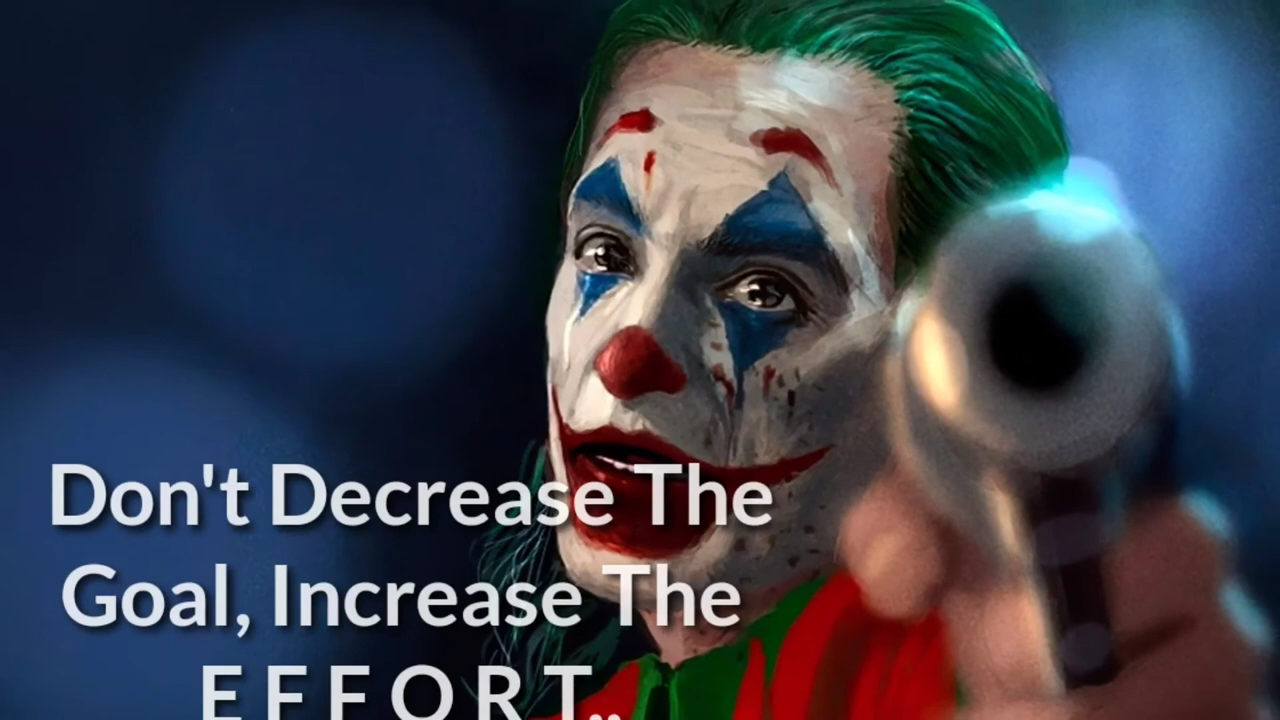 Don't Decrease The
Goal, Increase The
E F F O R T..